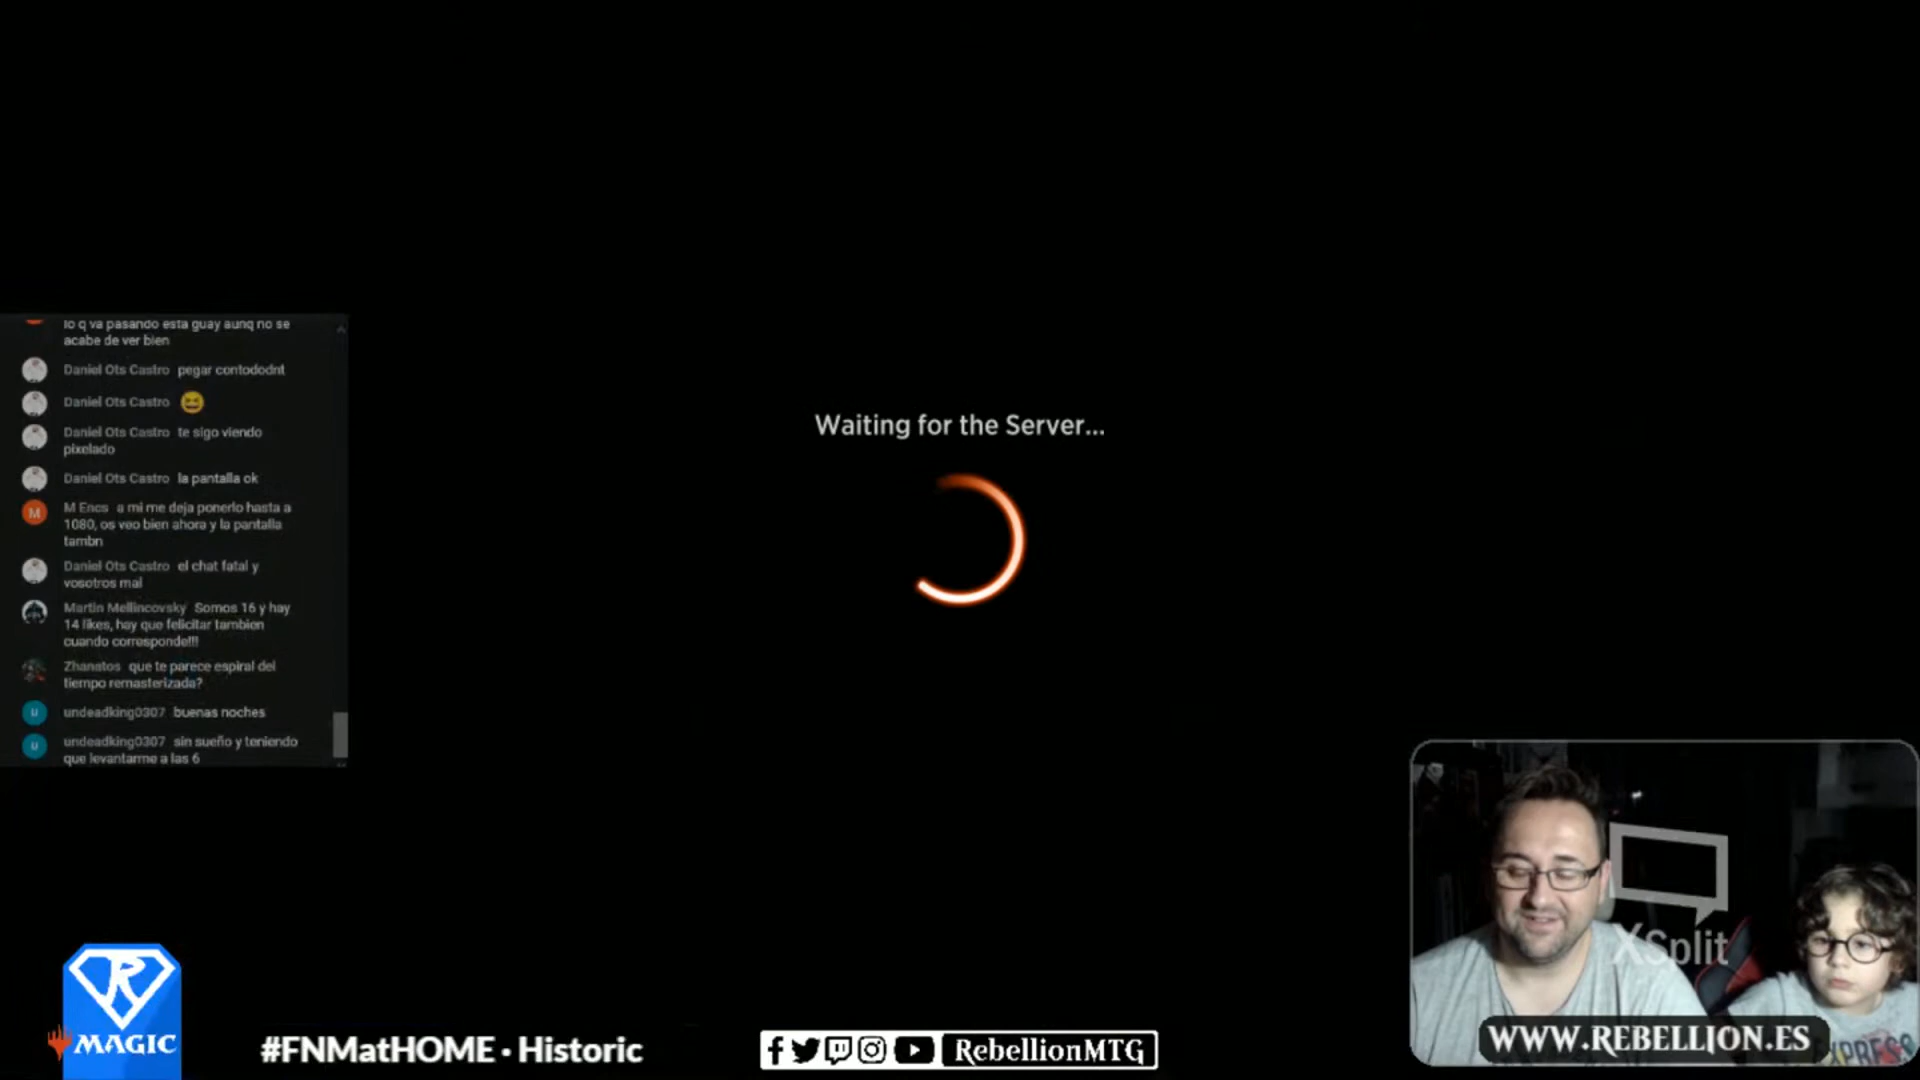 lo q va pasando esta guay aunq no se
acabe de ver bien
Daniel Ots Castro pegar contododnt
Daniel Ots Castro
Daniel Ots Castro te sigo viendo
pixelado
Daniel Ots Castro la pantalla ok
M
M Encs a mi me deja ponerlo hasta a
1080, os veo bien ahora y la pantalla
tambn
Daniel Ots Castro el chat fatal y
vosotros mal
Martin Mellincovsky Somos 16 y hay
14 likes, hay que felicitar tambien
cuando corresponde!!!
Zhanatos que te parece espiral del
tiempo remasterizada?
u
undeadking0307 buenas noches
u
undeadking0307 sin sueño y teniendo
que levantarme a las 6
Waiting for the Server...
XSplit
WWW.REBELLION.ES
EXPRESS
R
MAGIC
#FNMatHOME • Historic
RebellionMTG